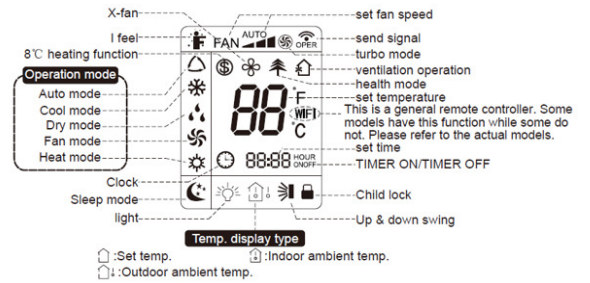 X-fan
set fan speed
I feel
FAN AUTO
OPER
send signal
8℃ heating function
turbo mode
Operation mode
ventilation operation
health mode
Auto mode
°F
set temperature
Cool mode
88
WIFI
This is a general remote controller. Some
models have this function while some do
not. Please refer to the actual models.
Dry mode
°C
Fan mode
set time
Heat mode
88:88 HOUR
ONOFF
TIMER ON/TIMER OFF
Clock
Sleep mode
Child lock
light
Up & down swing
Temp. display type
:Set temp.
:Indoor ambient temp.
:Outdoor ambient temp.